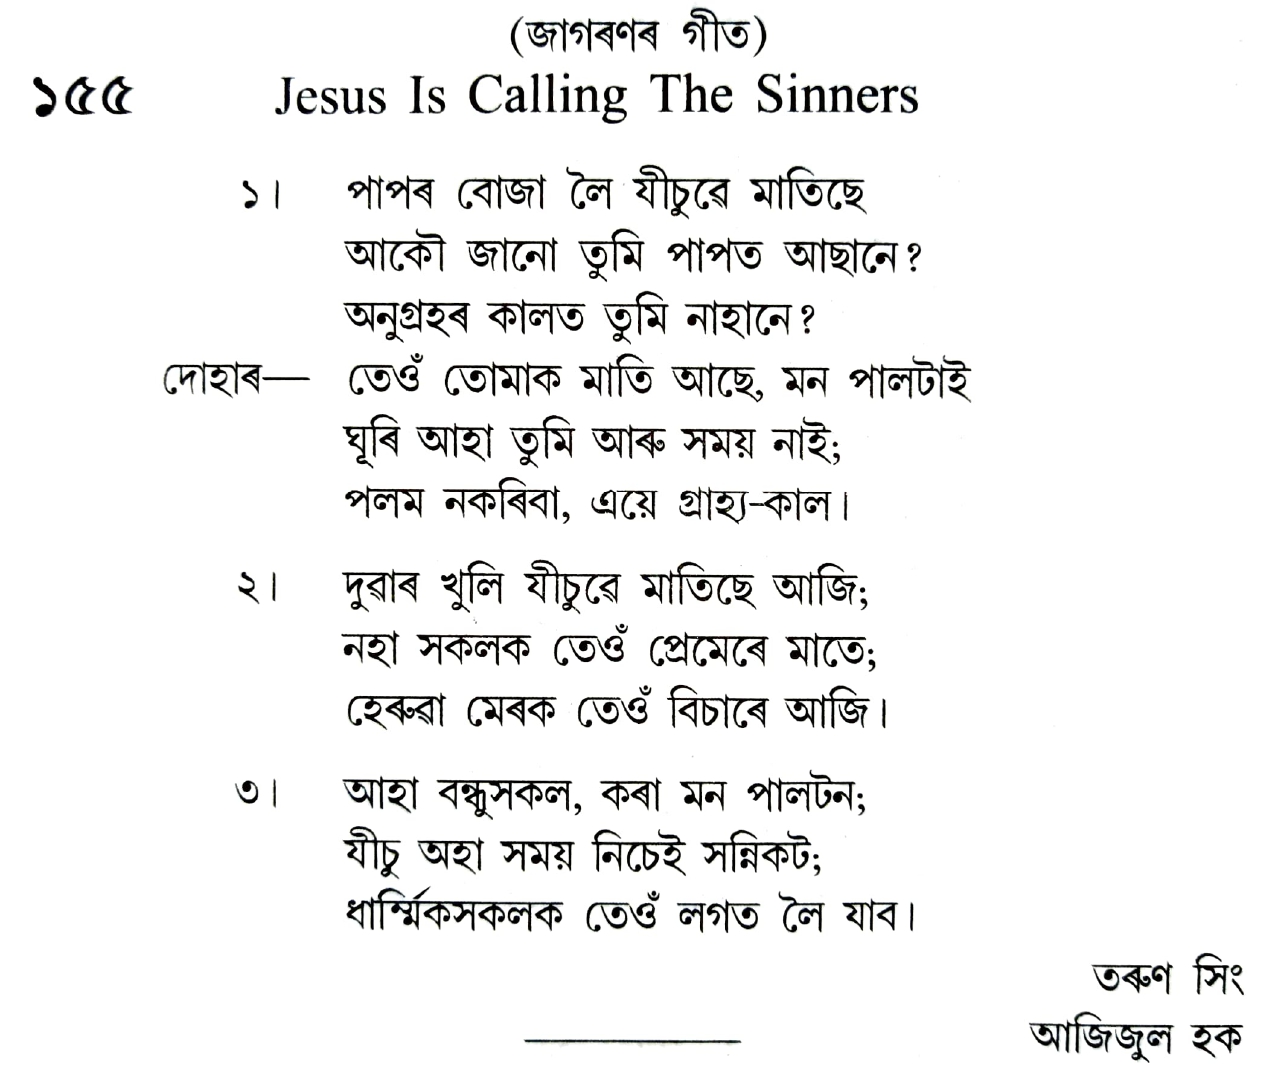 (জাগৰণৰ গীত)
১৫৫ Jesus Is Calling The Sinners
১। পাপৰ বোজা লৈ যীচুৱে মাতিছে
আকৌ জানো তুমি পাপত আছানে?
অনুগ্ৰহৰ কালত তুমি নাহানে?
দোহাৰ— তেওঁ তোমাক মাতি আছে, মন পালটাই
ঘূৰি আহা তুমি আৰু সময় নাই;
পলম নকৰিবা, এয়ে গ্ৰাহ্য-কাল।
২। দুৱাৰ খুলি যীচুৱে মাতিছে আজি;
নহা সকলক তেওঁ প্ৰেমেৰে মাতে;
হেৰুৱা মেৰক তেওঁ বিচাৰে আজি।
৩। আহা বন্ধুসকল, কৰা মন পালটন;
যীচু অহা সময় নিচেই সন্নিকট;
ধাৰ্ম্মিকসকলক তেওঁ লগত লৈ যাব।
তৰুণ সিং
আজিজুল হক